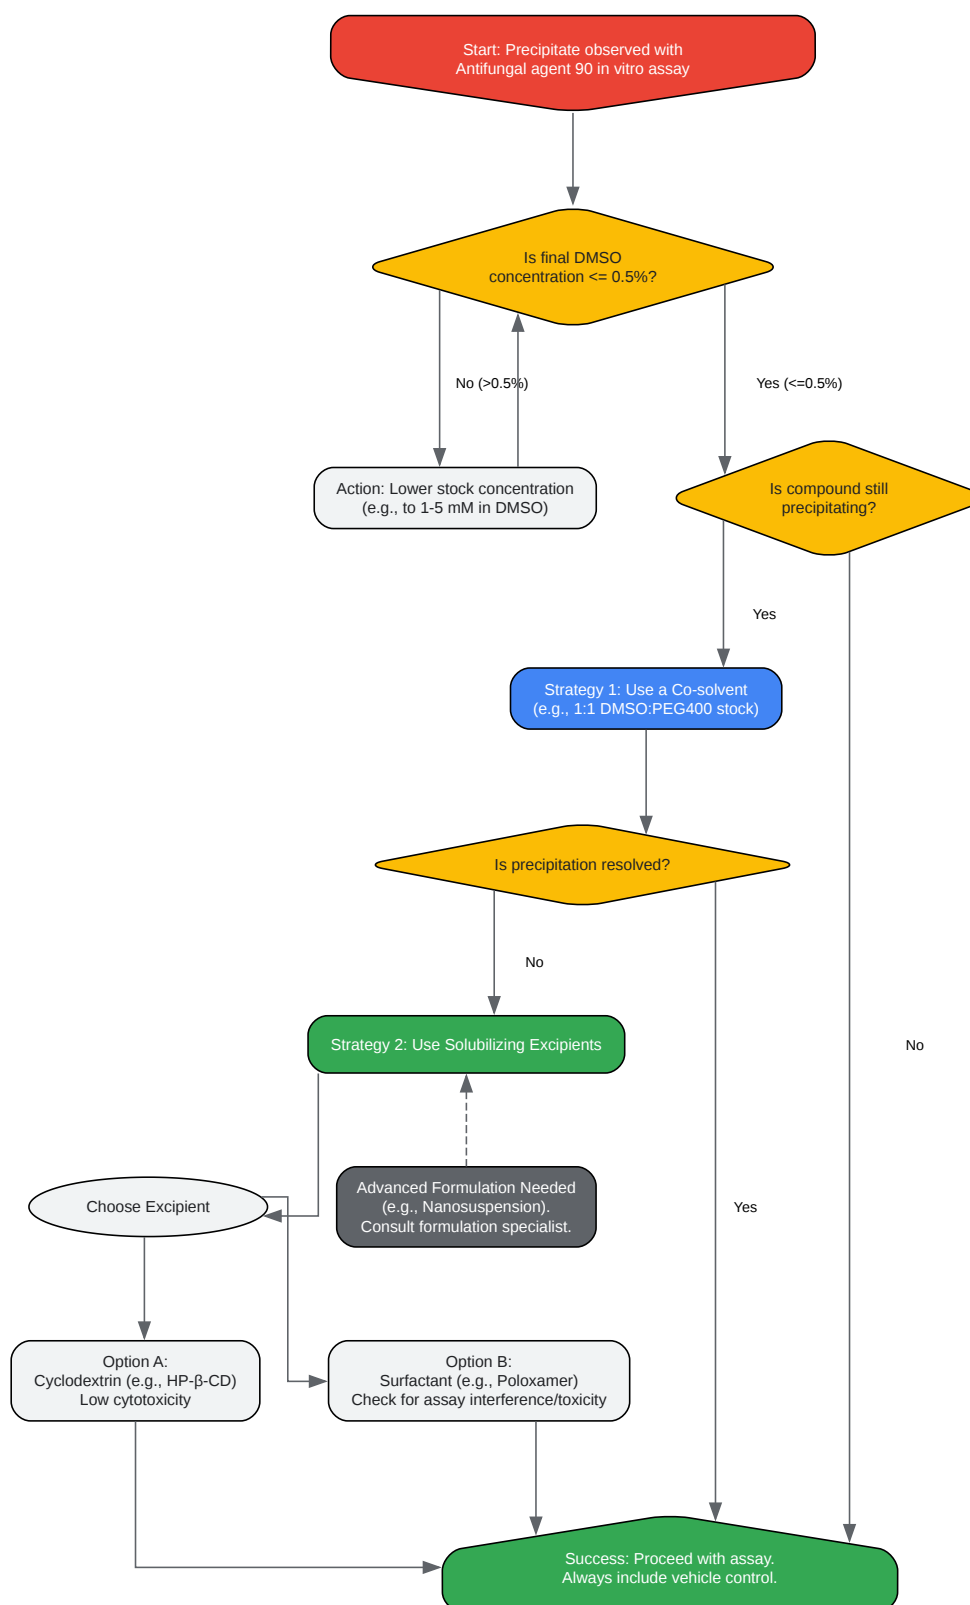 Start: Precipitate observed with
Antifungal agent 90 in vitro assay
Is final DMSO
concentration <= 0.5%?
No (>0.5%)
Yes (<=0.5%)
Action: Lower stock concentration
(e.g., to 1-5 mM in DMSO)
Is compound still
precipitating?
Yes
Strategy 1: Use a Co-solvent
(e.g., 1:1 DMSO:PEG400 stock)
Is precipitation resolved?
No
Strategy 2: Use Solubilizing Excipients
No
Advanced Formulation Needed
(e.g., Nanosuspension).
Consult formulation specialist.
Choose Excipient
Yes
Option A:
Cyclodextrin (e.g., HP-β-CD)
Low cytotoxicity
Option B:
Surfactant (e.g., Poloxamer)
Check for assay interference/toxicity
Success: Proceed with assay.
Always include vehicle control.